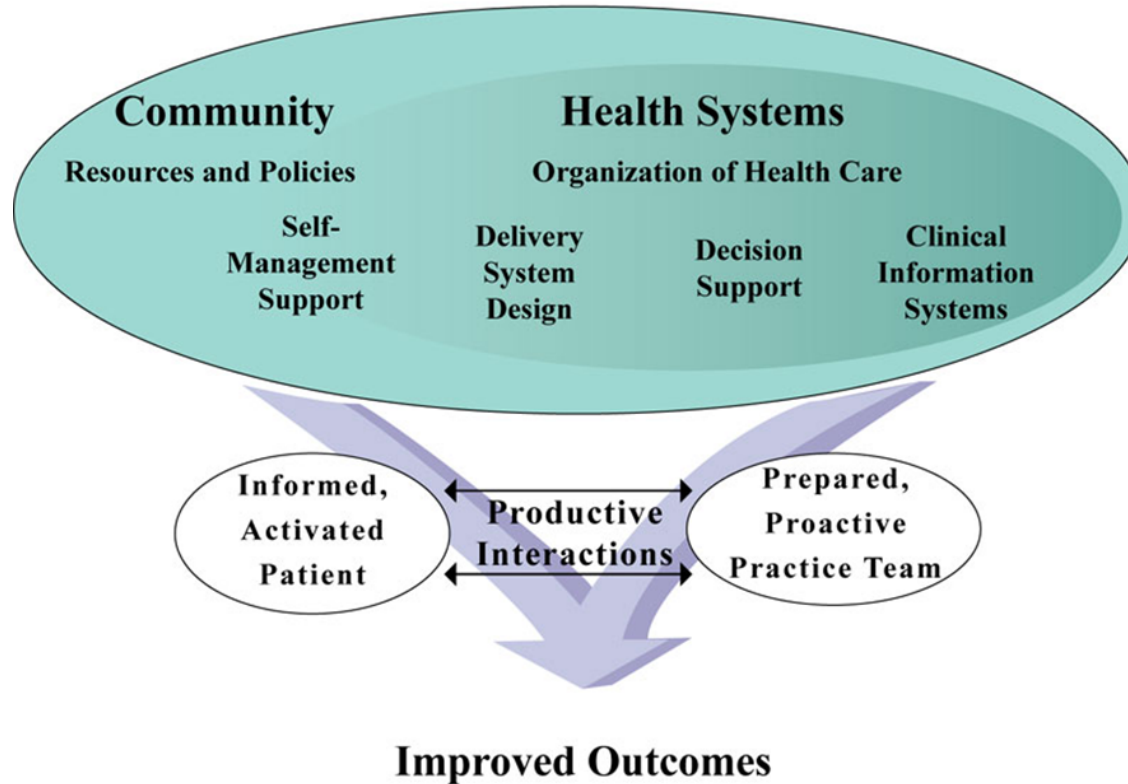 Community
Health Systems
Resources and Policies
Organization of Health Care
Self-
Management
Support
Delivery
System
Design
Decision
Support
Clinical
Information
Systems
Informed,
Activated
Patient
Productive
Interactions
Prepared,
Proactive
Practice Team
Improved Outcomes